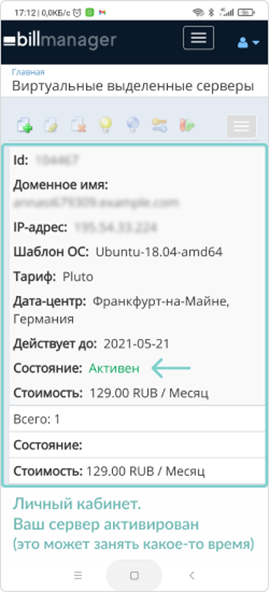 17:12 | 0,0КБ/с
billmanager
Главная
Виртуальные выделенные серверы
Id:
Доменное имя:
IP-адрес:
Шаблон ОС: Ubuntu-18.04-amd64
Тариф: Pluto
Дата-центр: Франкфурт-на-Майне,
Германия
Действует до: 2021-05-21
Состояние: Активен
Стоимость: 129.00 RUB / Месяц
Всего: 1
Состояние:
Стоимость: 129.00 RUB / Месяц
Личный кабинет.
Ваш сервер активирован
(это может занять какое-то время)